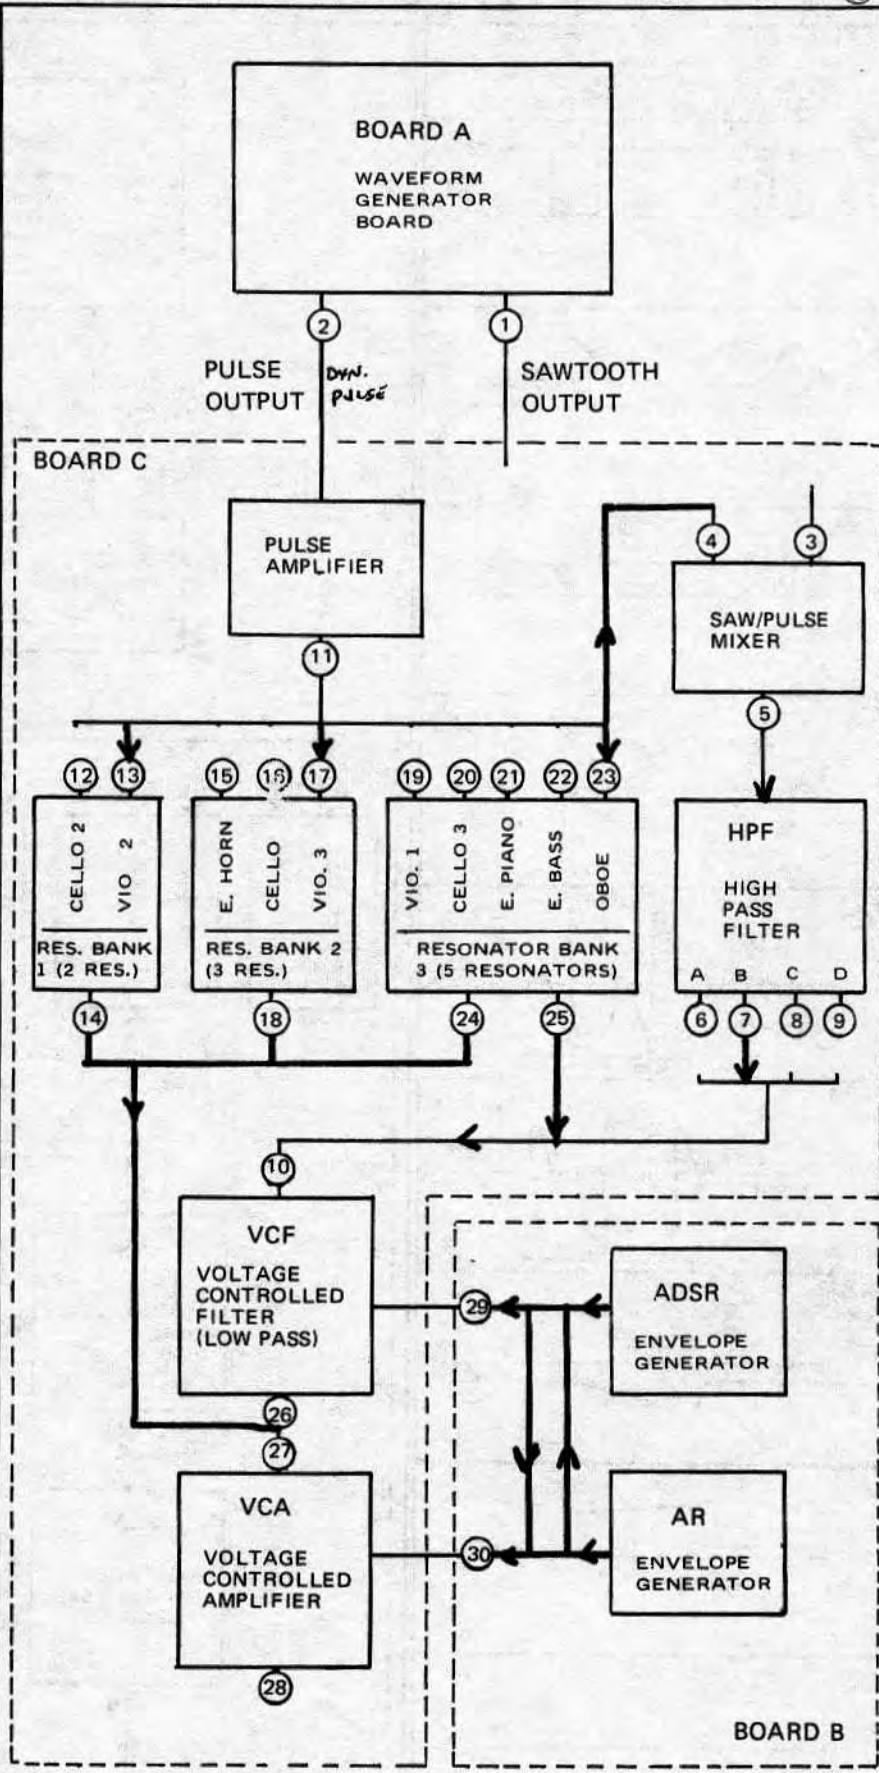 BOARD A
WAVEFORM
GENERATOR
BOARD
2
1
PULSE
OUTPUT
DYN.
PULSE
SAWTOOTH
OUTPUT
BOARD C
PULSE
AMPLIFIER
4
3
SAW/PULSE
MIXER
11
5
12
13
15
16
17
19
20
21
22
23
CELLO 2
VIO 2
E. HORN
CELLO
VIO. 3
VIO. 1
CELLO 3
E. PIANO
E. BASS
OBOE
RES. BANK
1 (2 RES.)
RES. BANK 2
(3 RES.)
RESONATOR BANK
3 (5 RESONATORS)
HPF
HIGH
PASS
FILTER
A B C D
14
18
24
25
6
7
8
9
10
VCF
VOLTAGE
CONTROLLED
FILTER
(LOW PASS)
29
ADSR
ENVELOPE
GENERATOR
26
27
VCA
VOLTAGE
CONTROLLED
AMPLIFIER
30
AR
ENVELOPE
GENERATOR
28
BOARD B